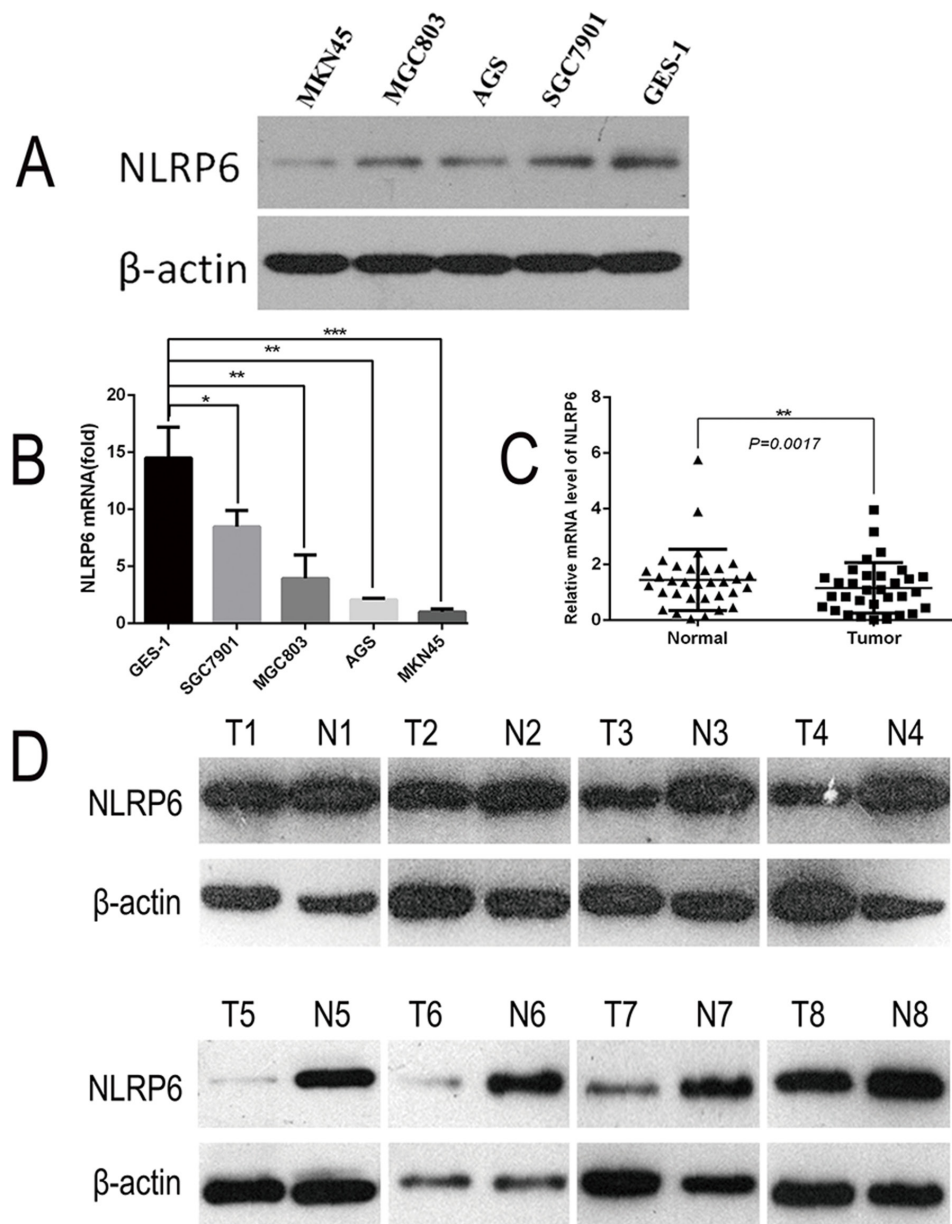 MKN45 MGC803 AGS SGC7901 GES-1
A
NLRP6
β-actin
B
***
**
**
*
NLRP6 mRNA(fold)
20
15
10
5
0
GES-1 SGC7901 MGC803 AGS MKN45
C
Relative mRNA level of NLRP6
8
6
4
2
0
**
P=0.0017
Normal Tumor
D
T1 N1 T2 N2 T3 N3 T4 N4
NLRP6
β-actin
T5 N5 T6 N6 T7 N7 T8 N8
NLRP6
β-actin